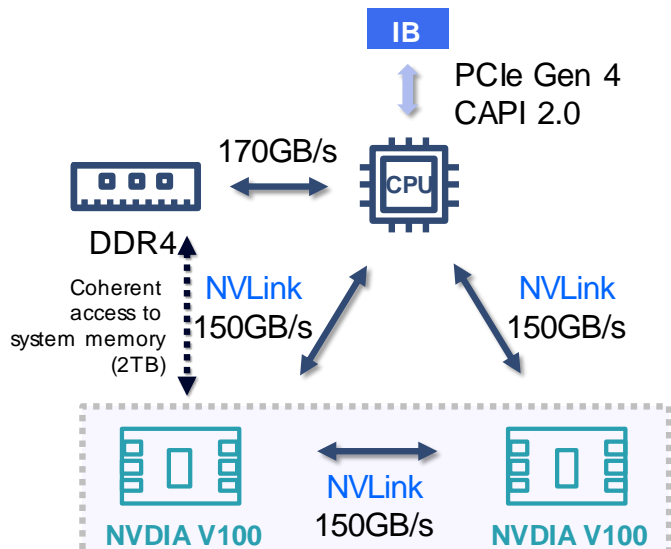 IB
PCIe Gen 4
CAPI 2.0
170GB/s
CPU
DDR4
Coherent
access to
system memory
(2TB)
NVLink
150GB/s
NVLink
150GB/s
NVLink
150GB/s
NVDIA V100
NVDIA V100